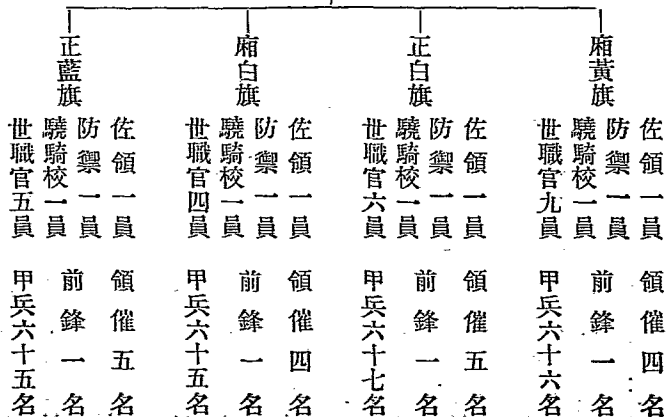 廂黃旗
佐領一員
防禦一員
驍騎校一員
世職官九員
領催四名
前鋒一名
甲兵六十六名
正白旗
佐領一員
防禦一員
驍騎校一員
世職官六員
領催五名
前鋒一名
甲兵六十七名
廂白旗
佐領一員
防禦一員
驍騎校一員
世職官四員
領催四名
前鋒一名
甲兵六十五名
正藍旗
佐領一員
防禦一員
驍騎校一員
世職官五員
領催五名
前鋒一名
甲兵六十五名